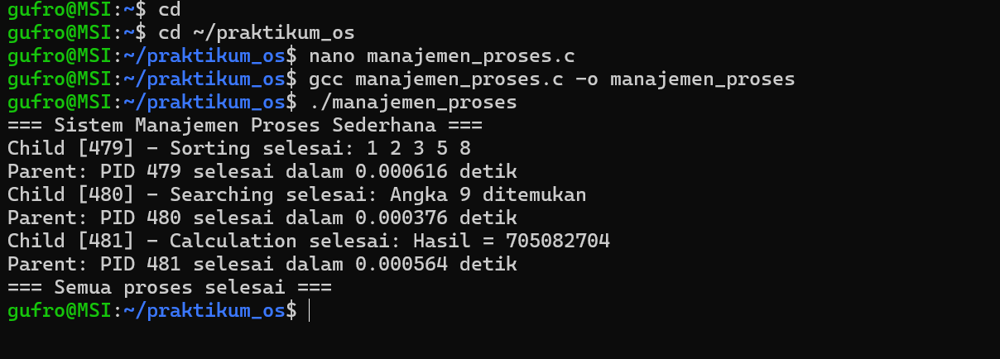 gufro@MSI:~$ cd
gufro@MSI:~$ cd ~/praktikum_os
gufro@MSI:~/praktikum_os$ nano manajemen_proses.c
gufro@MSI:~/praktikum_os$ gcc manajemen_proses.c -o manajemen_proses
gufro@MSI:~/praktikum_os$ ./manajemen_proses
=== Sistem Manajemen Proses Sederhana ===
Child [479] - Sorting selesai: 1 2 3 5 8
Parent: PID 479 selesai dalam 0.000616 detik
Child [480] - Searching selesai: Angka 9 ditemukan
Parent: PID 480 selesai dalam 0.000376 detik
Child [481] - Calculation selesai: Hasil = 705082704
Parent: PID 481 selesai dalam 0.000564 detik
=== Semua proses selesai ===
gufro@MSI:~/praktikum_os$